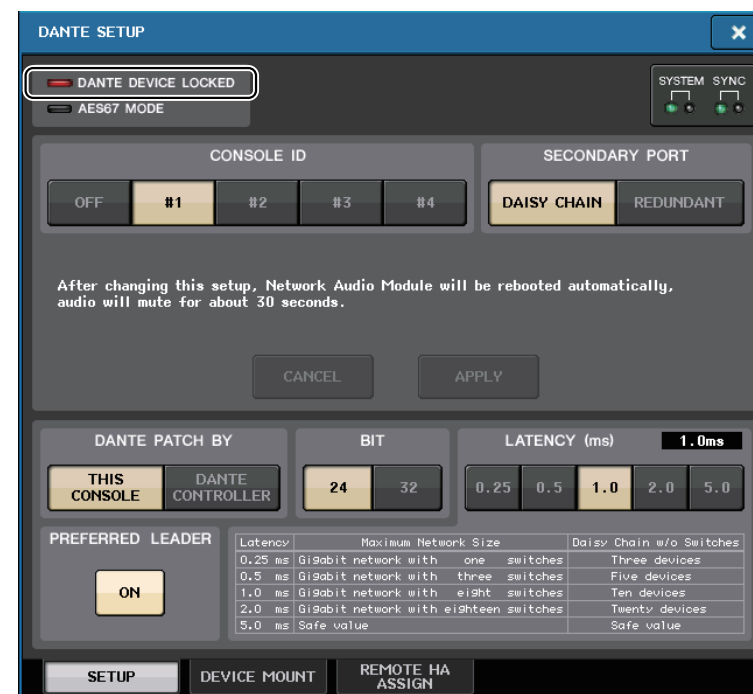 DANTE SETUP
DANTE DEVICE LOCKED
AES67 MODE
SYSTEM SYNC
CONSOLE ID
OFF #1 #2 #3 #4
SECONDARY PORT
DAISY CHAIN REDUNDANT
After changing this setup, Network Audio Module will be rebooted automatically,
audio will mute for about 30 seconds.
CANCEL APPLY
DANTE PATCH BY
THIS CONSOLE
DANTE CONTROLLER
BIT
24 32
LATENCY (ms) 1.0ms
0.25 0.5 1.0 2.0 5.0
PREFERRED LEADER
ON
Latency Maximum Network Size Daisy Chain w/o Switches
0.25 ms Gigabit network with one switches Three devices
0.5 ms Gigabit network with three switches Five devices
1.0 ms Gigabit network with eight switches Ten devices
2.0 ms Gigabit network with eighteen switches Twenty devices
5.0 ms Safe value Safe value
SETUP
DEVICE MOUNT
REMOTE HA ASSIGN